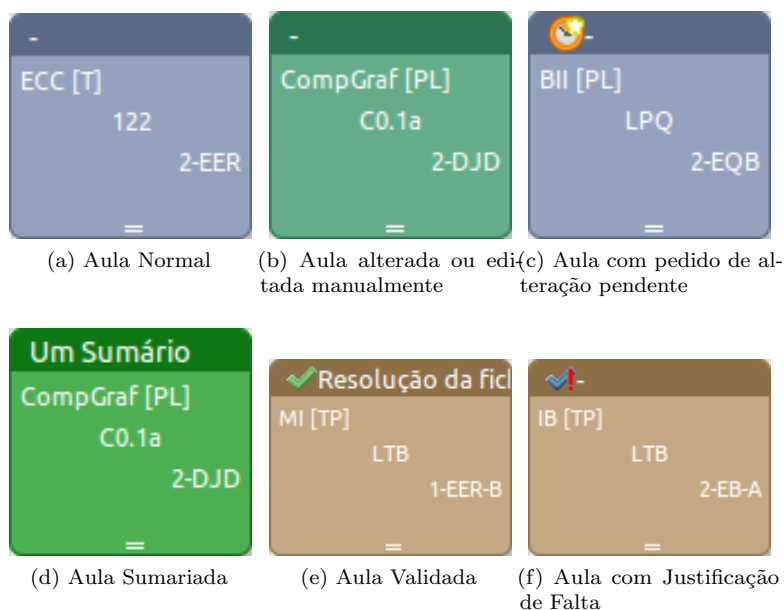 -
ECC [T]
122
2-EER
(a) Aula Normal
-
CompGraf [PL]
C0.1a
2-DJD
(b) Aula alterada ou edi-
tada manualmente
-
BII [PL]
LPQ
2-EQB
(c) Aula com pedido de al-
teração pendente
Um Sumário
CompGraf [PL]
C0.1a
2-DJD
(d) Aula Sumariada
Resolução da fic
MI [TP]
LTB
1-EER-B
(e) Aula Validada
-
IB [TP]
LTB
2-EB-A
(f) Aula com Justificação
de Falta